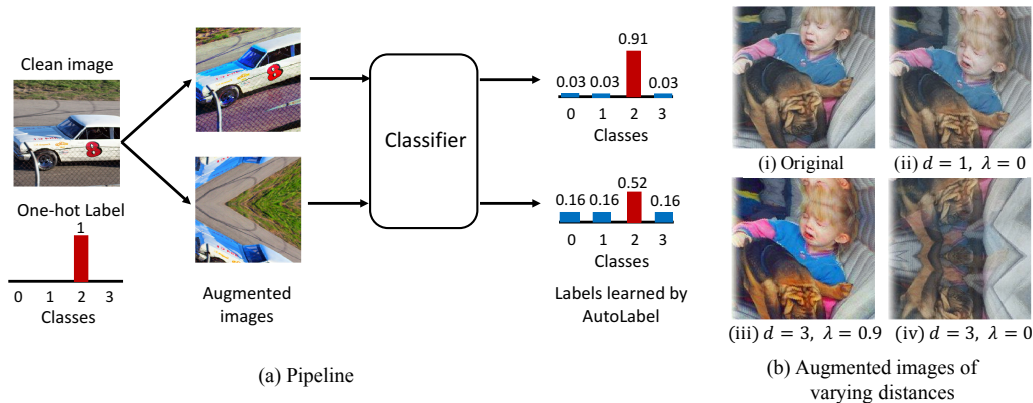 Clean image
8
One-hot Label
1
0 1 2 3
Classes
8
Augmented
images
Classifier
0.91
0.03 0.03 0.03
0 1 2 3
Classes
0.52
0.16 0.16 0.16
0 1 2 3
Classes
Labels learned by
AutoLabel
(a) Pipeline
(i) Original
(ii) d = 1, λ = 0
(iii) d = 3, λ = 0.9
(iv) d = 3, λ = 0
(b) Augmented images of
varying distances